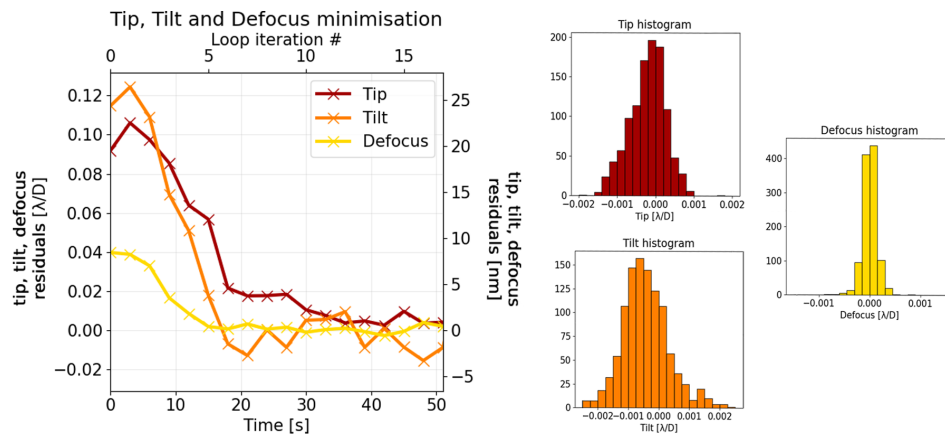 Tip, Tilt and Defocus minimisation
Loop iteration #
0 5 10 15
Tip
Tilt
Defocus
0.12
0.10
0.08
0.06
0.04
0.02
0.00
−0.02
tip, tilt, defocus
residuals [λ/D]
25
20
15
10
5
0
−5
tip, tilt, defocus
residuals [nm]
0 10 20 30 40 50
Time [s]
Tip histogram
200
175
150
125
100
75
50
25
0
−0.002 −0.001 0.000 0.001 0.002
Tip [λ/D]
Tilt histogram
150
125
100
75
50
25
0
−0.002 −0.001 0.000 0.001 0.002
Tilt [λ/D]
Defocus histogram
400
300
200
100
0
−0.001 0.000 0.001
Defocus [λ/D]